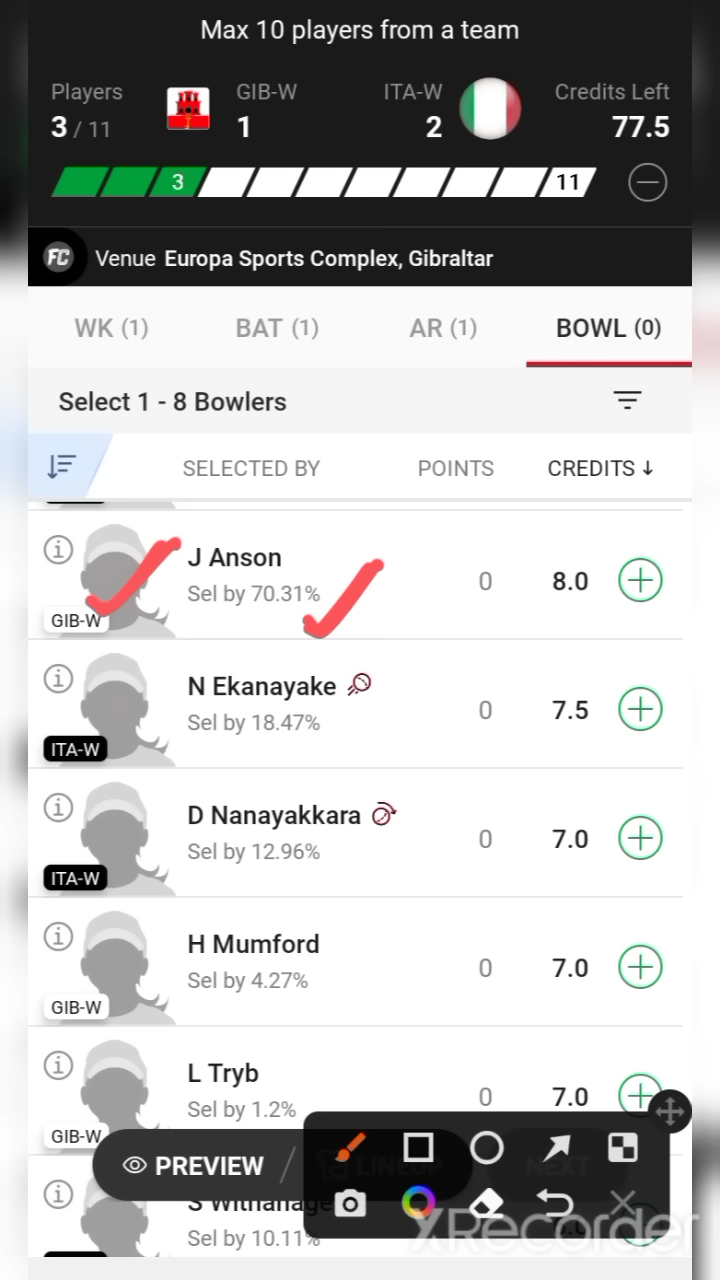 Max 10 players from a team
Players GIB-W ITA-W Credits Left
3 / 11 1 2 77.5
3 11
FC Venue Europa Sports Complex, Gibraltar
WK (1) BAT (1) AR (1) BOWL (0)
Select 1 - 8 Bowlers
SELECTED BY POINTS CREDITS ↓
J Anson
Sel by 70.31% 0 8.0
GIB-W
N Ekanayake
Sel by 18.47% 0 7.5
ITA-W
D Nanayakkara
Sel by 12.96% 0 7.0
ITA-W
H Mumford
Sel by 4.27% 0 7.0
GIB-W
L Tryb
Sel by 1.2% 0 7.0
GIB-W
PREVIEW / LINEUP NEXT
S Withanage
Sel by 10.11%
XRecorder